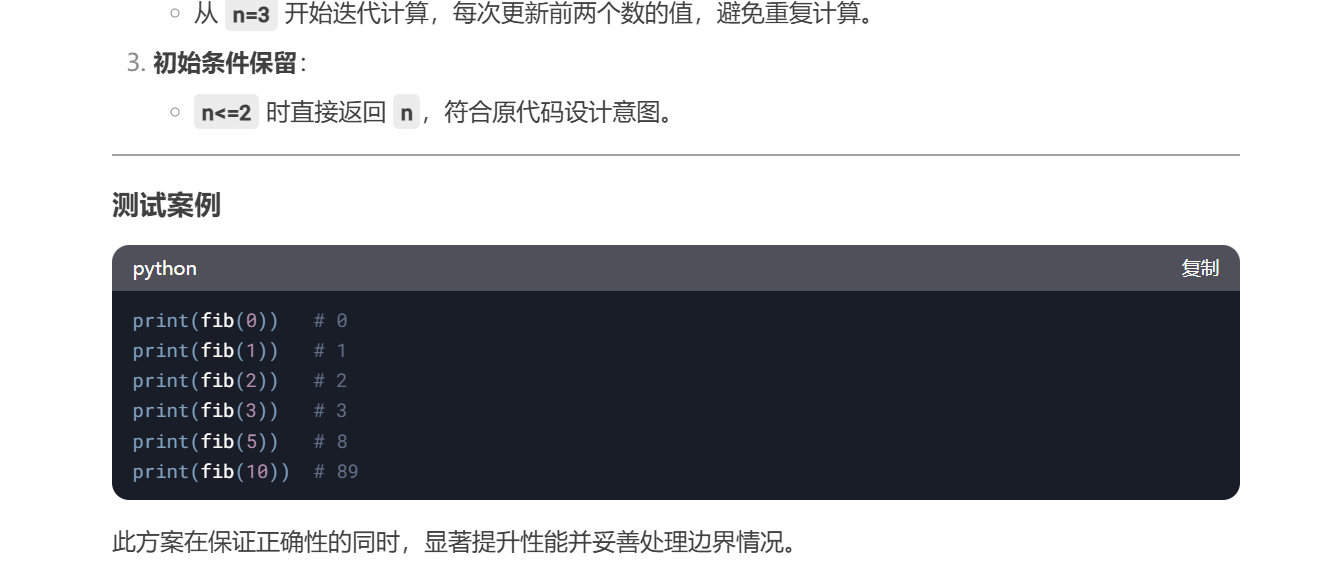 从 n=3 开始迭代计算，每次更新前两个数的值，避免重复计算。
3. 初始条件保留：
n<=2 时直接返回 n，符合原代码设计意图。
测试案例
python 复制
print(fib(0))   # 0
print(fib(1))   # 1
print(fib(2))   # 2
print(fib(3))   # 3
print(fib(5))   # 8
print(fib(10))  # 89
此方案在保证正确性的同时，显著提升性能并妥善处理边界情况。